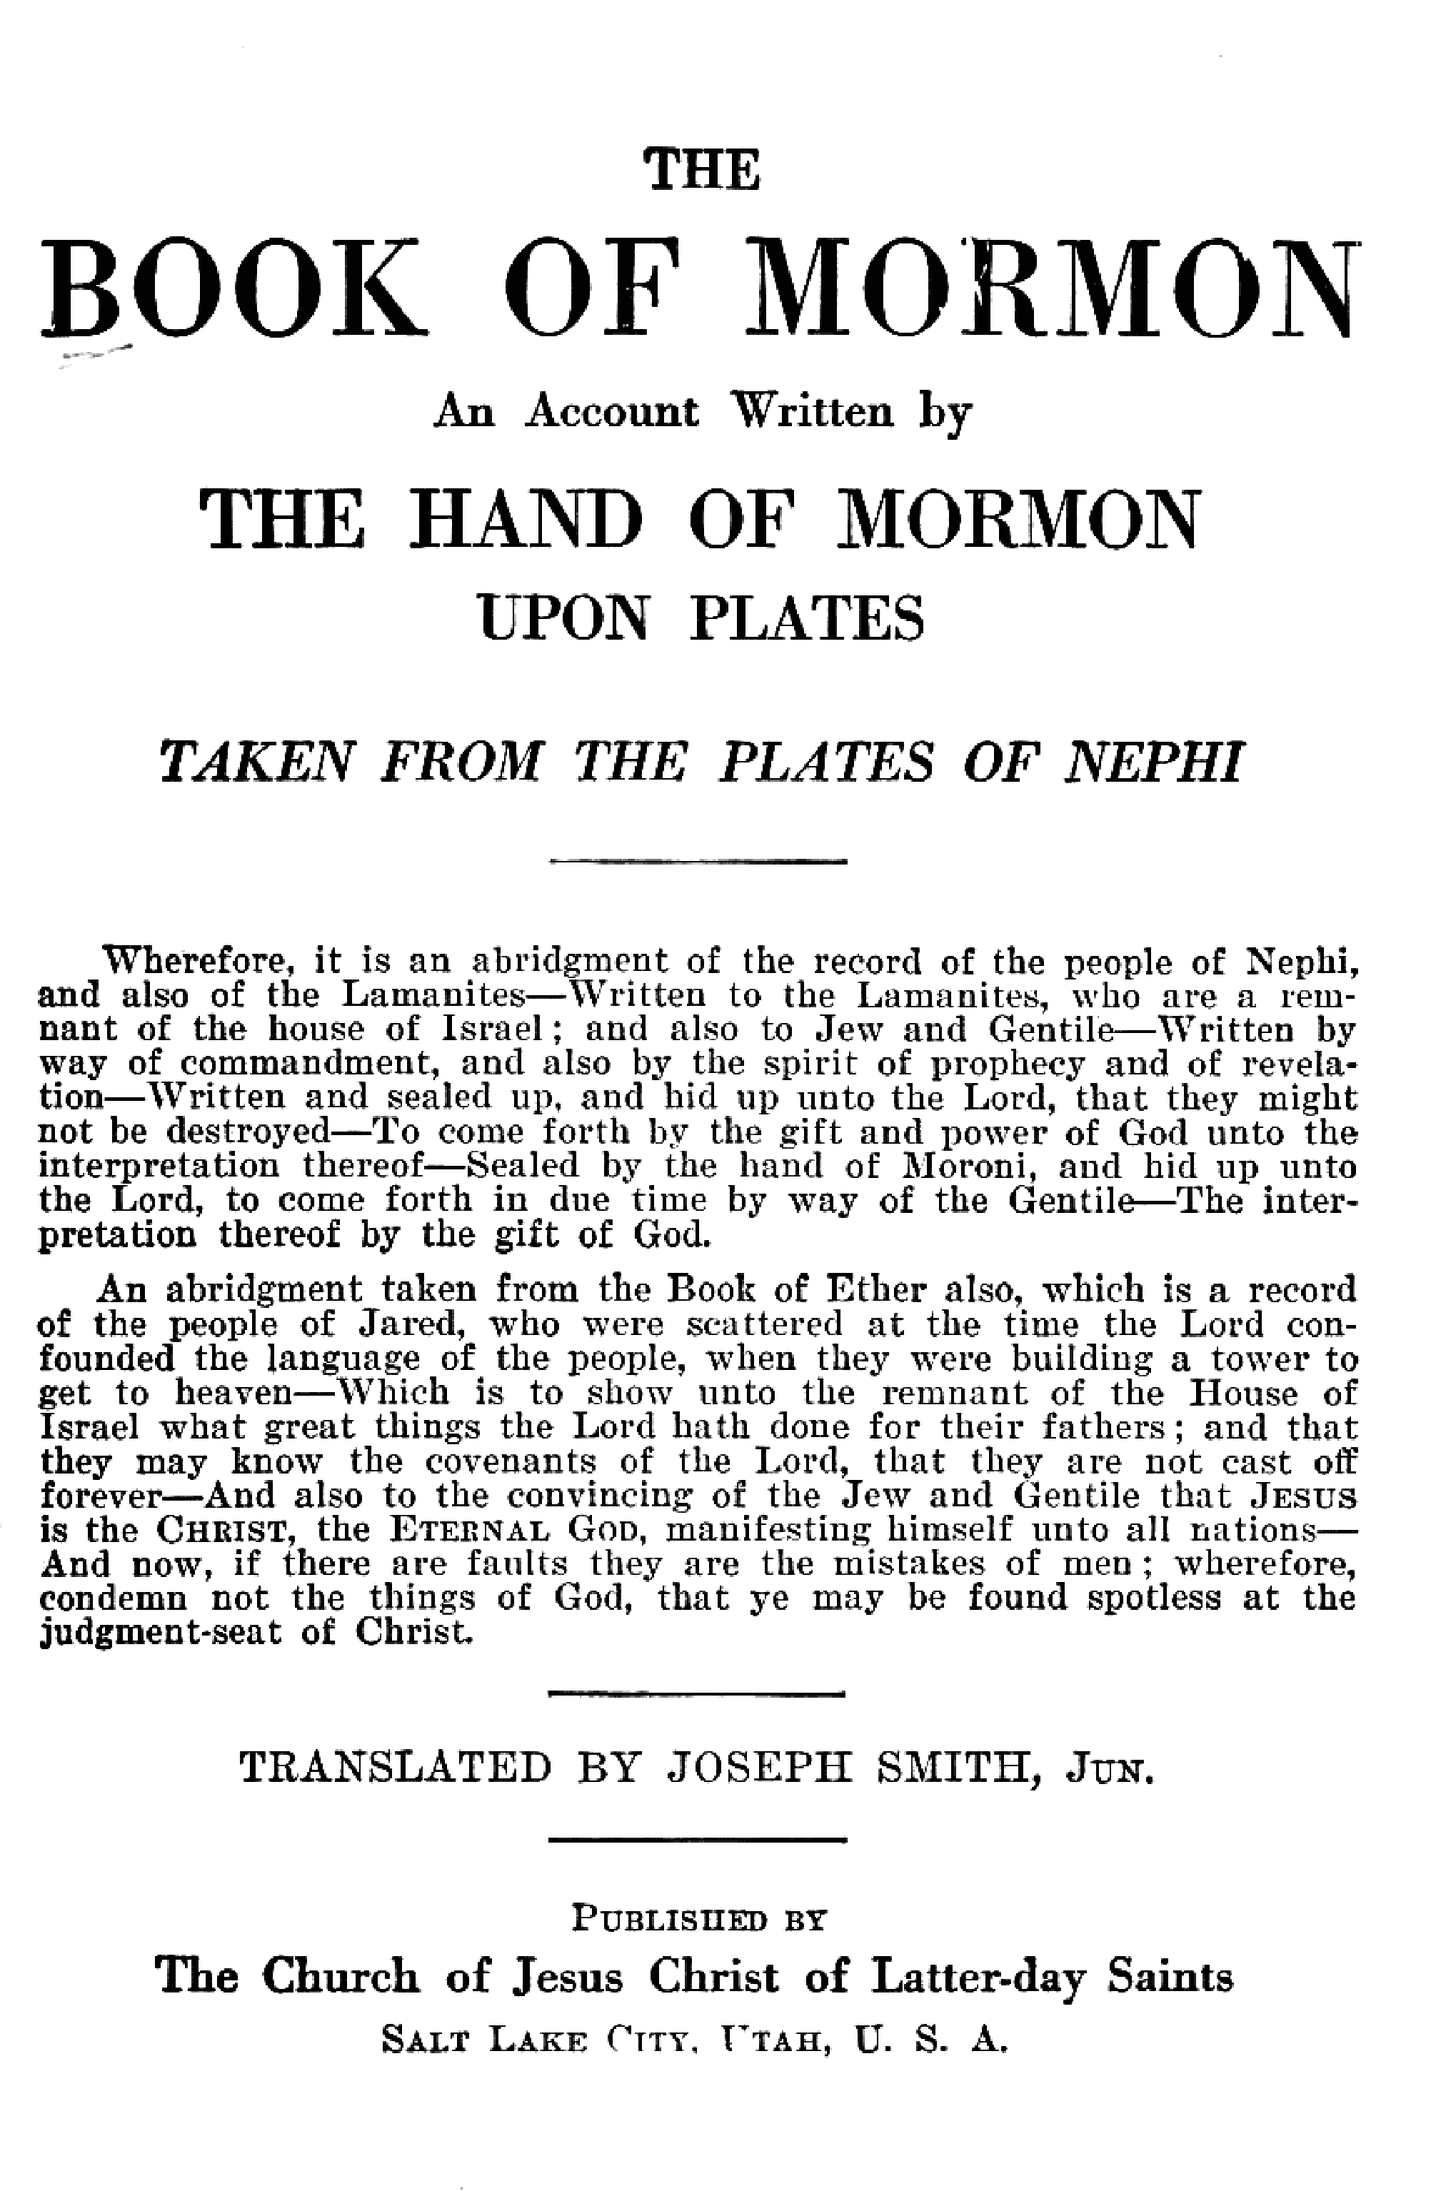 THE
BOOK OF MORMON
An Account Written by
THE HAND OF MORMON
UPON PLATES
TAKEN FROM THE PLATES OF NEPHI
Wherefore, it is an abridgment of the record of the people of Nephi,
and also of the Lamanites—Written to the Lamanites, who are a rem-
nant of the house of Israel; and also to Jew and Gentile—Written by
way of commandment, and also by the spirit of prophecy and of revela-
tion—Written and sealed up, and hid up unto the Lord, that they might
not be destroyed—To come forth by the gift and power of God unto the
interpretation thereof—Sealed by the hand of Moroni, and hid up unto
the Lord, to come forth in due time by way of the Gentile—The inter-
pretation thereof by the gift of God.
An abridgment taken from the Book of Ether also, which is a record
of the people of Jared, who were scattered at the time the Lord con-
founded the language of the people, when they were building a tower to
get to heaven—Which is to show unto the remnant of the House of
Israel what great things the Lord hath done for their fathers; and that
they may know the covenants of the Lord, that they are not cast off
forever—And also to the convincing of the Jew and Gentile that JESUS
is the CHRIST, the ETERNAL GOD, manifesting himself unto all nations—
And now, if there are faults they are the mistakes of men; wherefore,
condemn not the things of God, that ye may be found spotless at the
judgment-seat of Christ.
TRANSLATED BY JOSEPH SMITH, JUN.
PUBLISHED BY
The Church of Jesus Christ of Latter-day Saints
SALT LAKE CITY, UTAH, U. S. A.